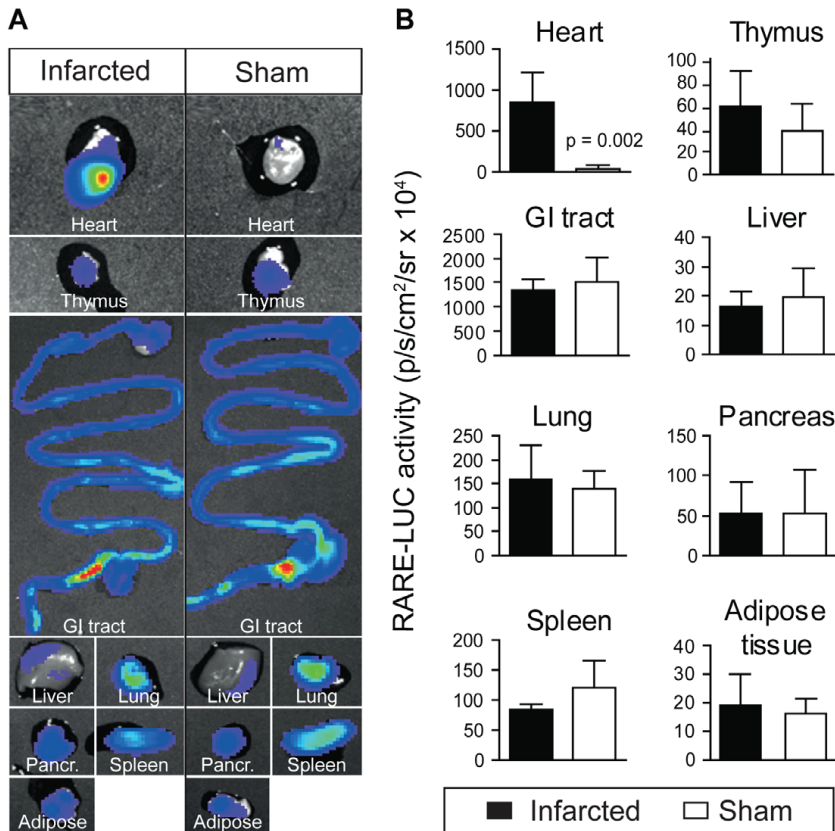 A
Infarcted Sham
Heart Heart
Thymus Thymus
GI tract GI tract
Liver Lung Liver Lung
Pancr. Spleen Pancr. Spleen
Adipose Adipose
B
RARE-LUC activity (p/s/cm²/sr x 10⁴)
Heart
1500
1000
500
0
p = 0.002
Thymus
120
100
80
60
40
20
0
GI tract
2500
2000
1500
1000
500
0
Liver
40
30
20
10
0
Lung
250
200
150
100
50
0
Pancreas
150
100
50
0
Spleen
200
150
100
50
0
Adipose
tissue
40
30
20
10
0
Infarcted Sham